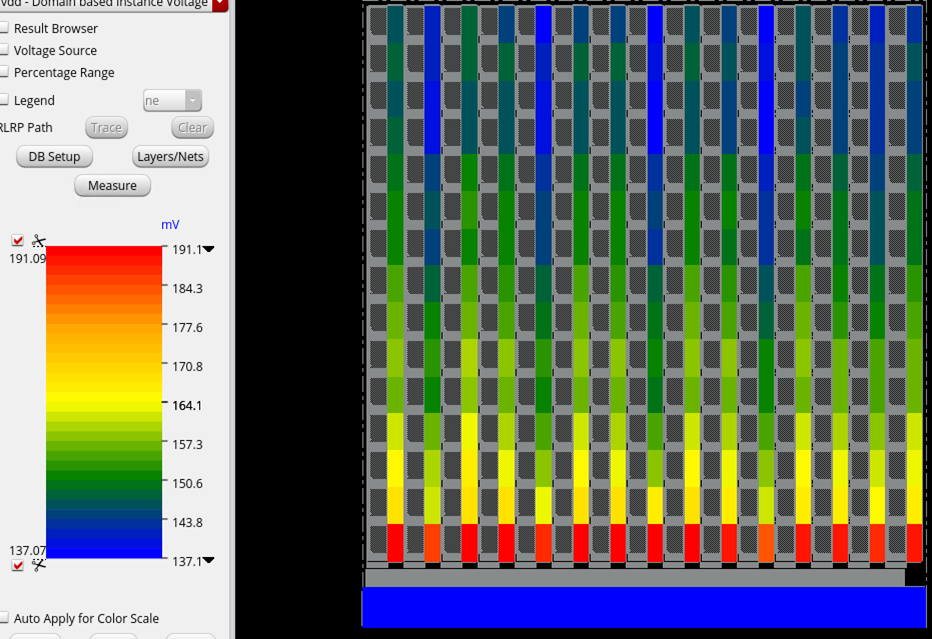 vdd - Domain based Instance Voltage
Result Browser
Voltage Source
Percentage Range
Legend ne
RLRP Path Trace Clear
DB Setup Layers/Nets
Measure
mV
191.1
191.09
184.3
177.6
170.8
164.1
157.3
150.6
143.8
137.07
137.1
Auto Apply for Color Scale